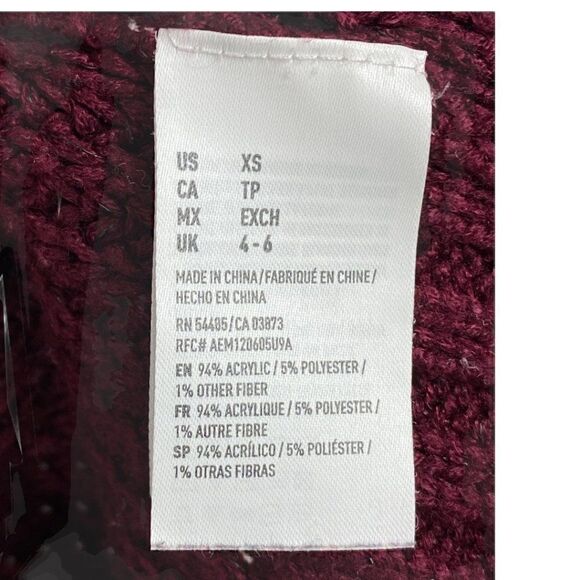 US XS
CA TP
MX EXCH
UK 4-6
MADE IN CHINA/FABRIQUÉ EN CHINE/
HECHO EN CHINA
RN 54485/CA 03873
RFC# AEM120605U9A
EN 94% ACRYLIC / 5% POLYESTER /
1% OTHER FIBER
FR 94% ACRYLIQUE / 5% POLYESTER /
1% AUTRE FIBRE
SP 94% ACRÍLICO / 5% POLIÉSTER /
1% OTRAS FIBRAS